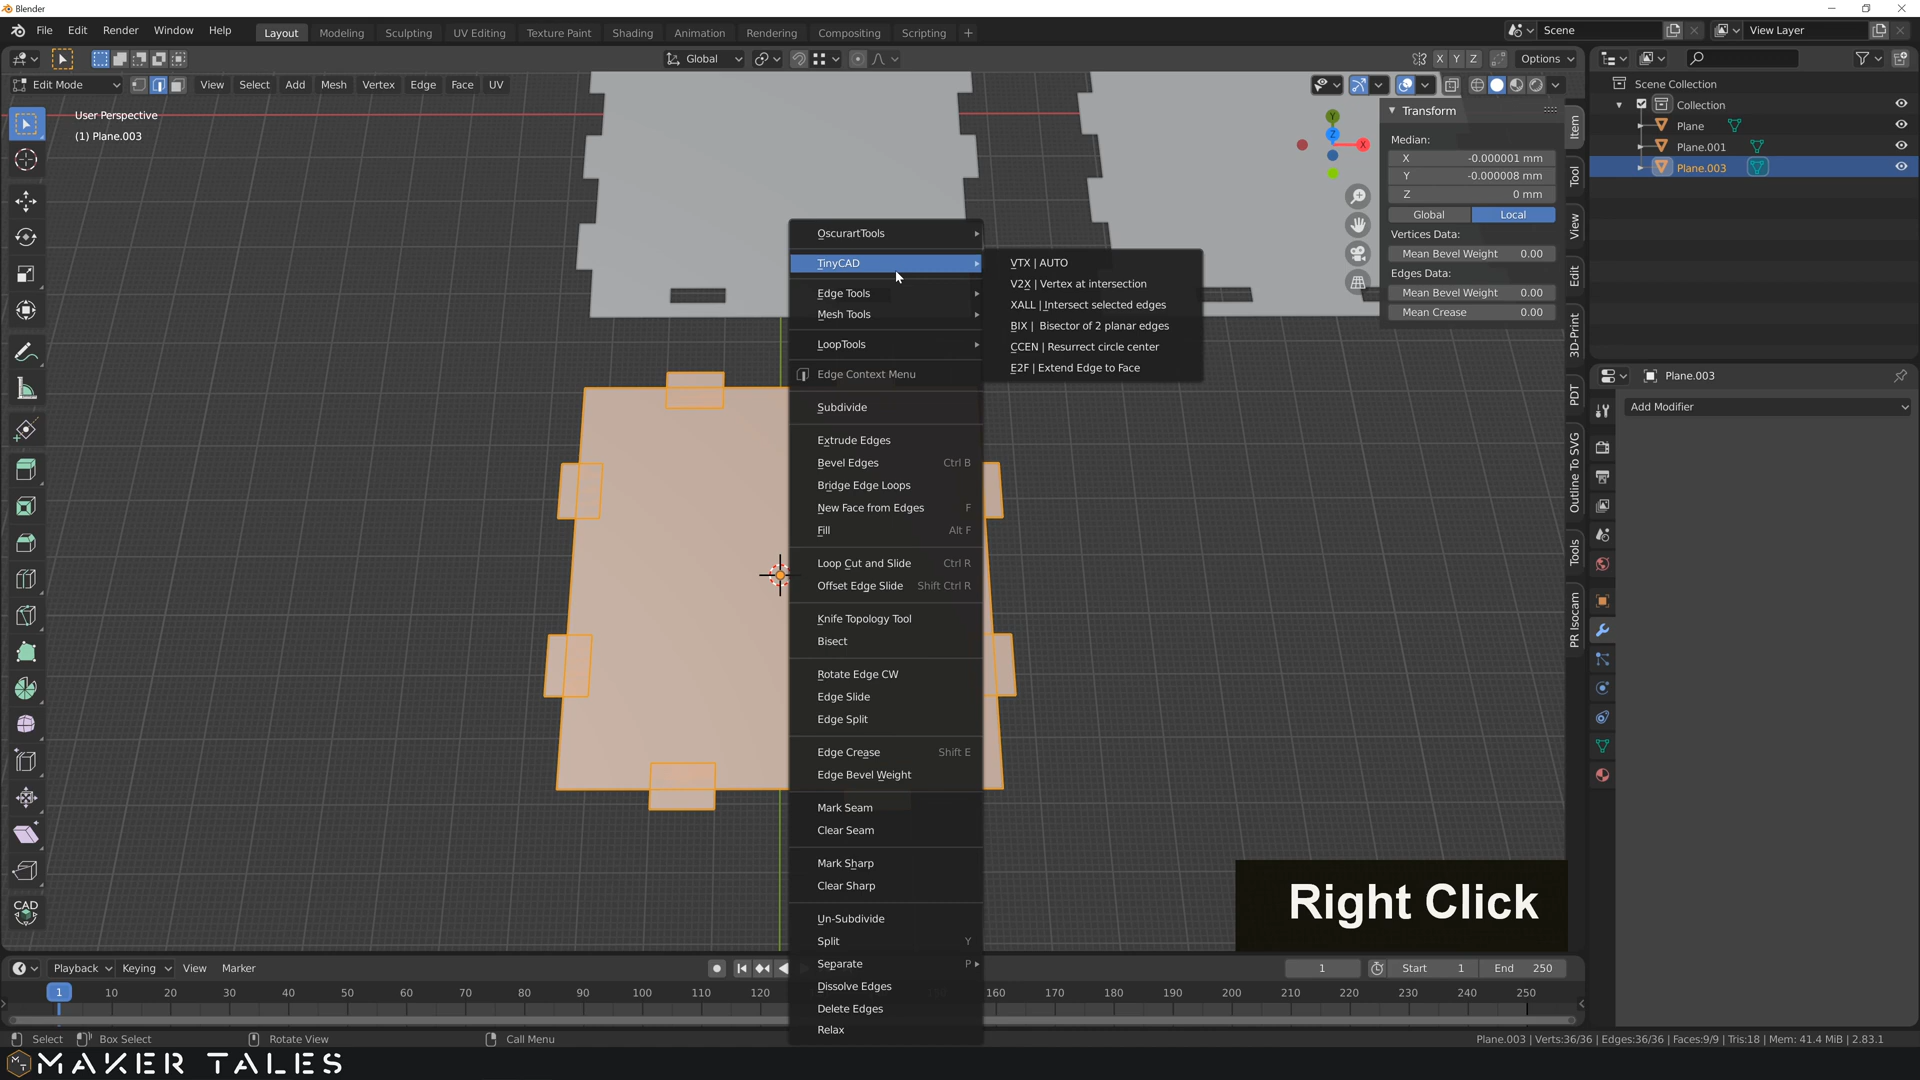 Blender
File Edit Render Window Help
Layout Modeling Sculpting UV Editing Texture Paint Shading Animation Rendering Compositing Scripting +
Scene
View Layer
Global
X Y Z
Options
Edit Mode
View Select Add Mesh Vertex Edge Face UV
User Perspective
(1) Plane.003
Y
Z
X
CAD
OscurartTools
TinyCAD
Edge Tools
Mesh Tools
LoopTools
Edge Context Menu
Subdivide
Extrude Edges
Bevel Edges Ctrl B
Bridge Edge Loops
New Face from Edges F
Fill Alt F
Loop Cut and Slide Ctrl R
Offset Edge Slide Shift Ctrl R
Knife Topology Tool
Bisect
Rotate Edge CW
Edge Slide
Edge Split
Edge Crease Shift E
Edge Bevel Weight
Mark Seam
Clear Seam
Mark Sharp
Clear Sharp
Un-Subdivide
Split Y
Separate P
Dissolve Edges
Delete Edges
Relax
VTX | AUTO
V2X | Vertex at intersection
XALL | Intersect selected edges
BIX | Bisector of 2 planar edges
CCEN | Resurrect circle center
E2F | Extend Edge to Face
Transform
Median:
X -0.000001 mm
Y -0.000008 mm
Z 0 mm
Global Local
Vertices Data:
Mean Bevel Weight 0.00
Edges Data:
Mean Bevel Weight 0.00
Mean Crease 0.00
Item
Tool
View
Edit
3D-Print
PDT
Outline To SVG
Tools
PR Isocam
Scene Collection
Collection
Plane
Plane.001
Plane.003
Plane.003
Add Modifier
Right Click
Playback Keying View Marker
1 Start 1 End 250
1 10 20 30 40 50 60 70 80 90 100 110 120 160 170 180 190 200 210 220 230 240 250
Select Box Select Rotate View Call Menu
Plane.003 | Verts:36/36 | Edges:36/36 | Faces:9/9 | Tris:18 | Mem: 41.4 MiB | 2.83.1
MAKER TALES